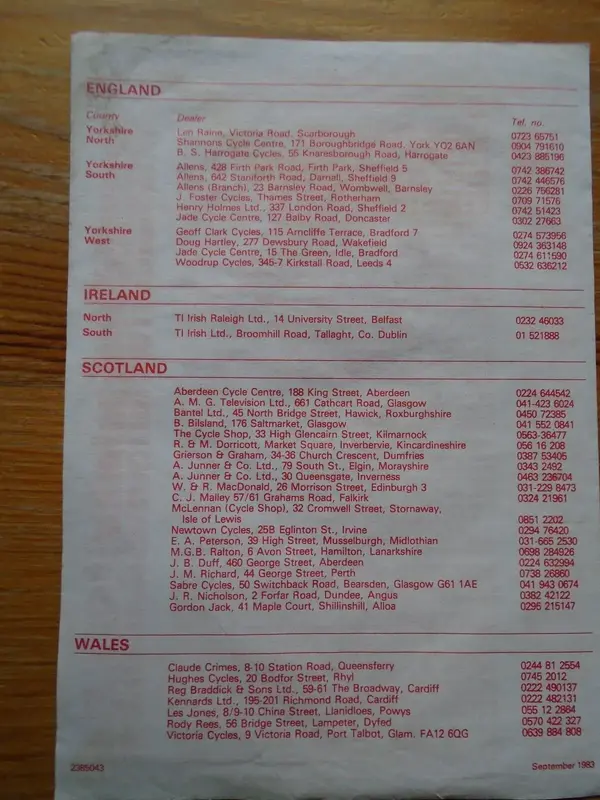 ENGLAND
County Dealer Tel. no.
Yorkshire North Len Raine, Victoria Road, Scarborough 0723 65751
Shannons Cycle Centre, 171 Boroughbridge Road, York YO2 6AN 0904 791610
B. S. Harrogate Cycles, 55 Knaresborough Road, Harrogate 0423 885196
Yorkshire South Allens, 428 Firth Park Road, Firth Park, Sheffield 5 0742 386742
Allens, 642 Staniforth Road, Darnall, Sheffield 9 0742 446576
Allens (Branch), 23 Barnsley Road, Wombwell, Barnsley 0226 756281
J. Foster Cycles, Thames Street, Rotherham 0709 71576
Henry Holmes Ltd., 337 London Road, Sheffield 2 0742 51423
Jade Cycle Centre, 127 Balby Road, Doncaster 0302 27663
Yorkshire West Geoff Clark Cycles, 115 Arncliffe Terrace, Bradford 7 0274 573956
Doug Hartley, 277 Dewsbury Road, Wakefield 0924 363148
Jade Cycle Centre, 15 The Green, Idle, Bradford 0274 611590
Woodrup Cycles, 345-7 Kirkstall Road, Leeds 4 0532 636212
IRELAND
North TI Irish Raleigh Ltd., 14 University Street, Belfast 0232 46033
South TI Irish Ltd., Broomhill Road, Tallaght, Co. Dublin 01 521888
SCOTLAND
Aberdeen Cycle Centre, 188 King Street, Aberdeen 0224 644542
A. M. G. Television Ltd., 661 Cathcart Road, Glasgow 041-423 6024
Bantel Ltd., 45 North Bridge Street, Hawick, Roxburghshire 0450 72385
B. Bilsland, 176 Saltmarket, Glasgow 041 552 0841
The Cycle Shop, 33 High Glencairn Street, Kilmarnock 0563-36477
R. & M. Dorricott, Market Square, Inverbervie, Kincardineshire 056 16 208
Grierson & Graham, 34-36 Church Crescent, Dumfries 0387 53405
A. Junner & Co. Ltd., 79 South St., Elgin, Morayshire 0343 2492
A. Junner & Co. Ltd., 30 Queensgate, Inverness 0463 236704
W. & R. MacDonald, 26 Morrison Street, Edinburgh 3 031-229 8473
C. J. Malley 57/61 Grahams Road, Falkirk 0324 21961
McLennan (Cycle Shop), 32 Cromwell Street, Stornaway,
Isle of Lewis 0851 2202
Newtown Cycles, 25B Eglinton St., Irvine 0294 76420
E. A. Peterson, 39 High Street, Musselburgh, Midlothian 031-665 2530
M.G.B. Ralton, 6 Avon Street, Hamilton, Lanarkshire 0698 284926
J. B. Duff, 460 George Street, Aberdeen 0224 632994
J. M. Richard, 44 George Street, Perth 0738 26860
Sabre Cycles, 50 Switchback Road, Bearsden, Glasgow G61 1AE 041 943 0674
J. R. Nicholson, 2 Forfar Road, Dundee, Angus 0382 42122
Gordon Jack, 41 Maple Court, Shillinshill, Alloa 0295 215147
WALES
Claude Crimes, 8-10 Station Road, Queensferry 0244 81 2554
Hughes Cycles, 20 Bodfor Street, Rhyl 0745 2012
Reg Braddick & Sons Ltd., 59-61 The Broadway, Cardiff 0222 490137
Kennards Ltd., 195-201 Richmond Road, Cardiff 0222 482131
Les Jones, 8/9-10 China Street, Llanidloes, Powys 055 12 2864
Rody Rees, 56 Bridge Street, Lampeter, Dyfed 0570 422 327
Victoria Cycles, 9 Victoria Road, Port Talbot, Glam. FA12 6QG 0639 884 808
2365043 September 1983